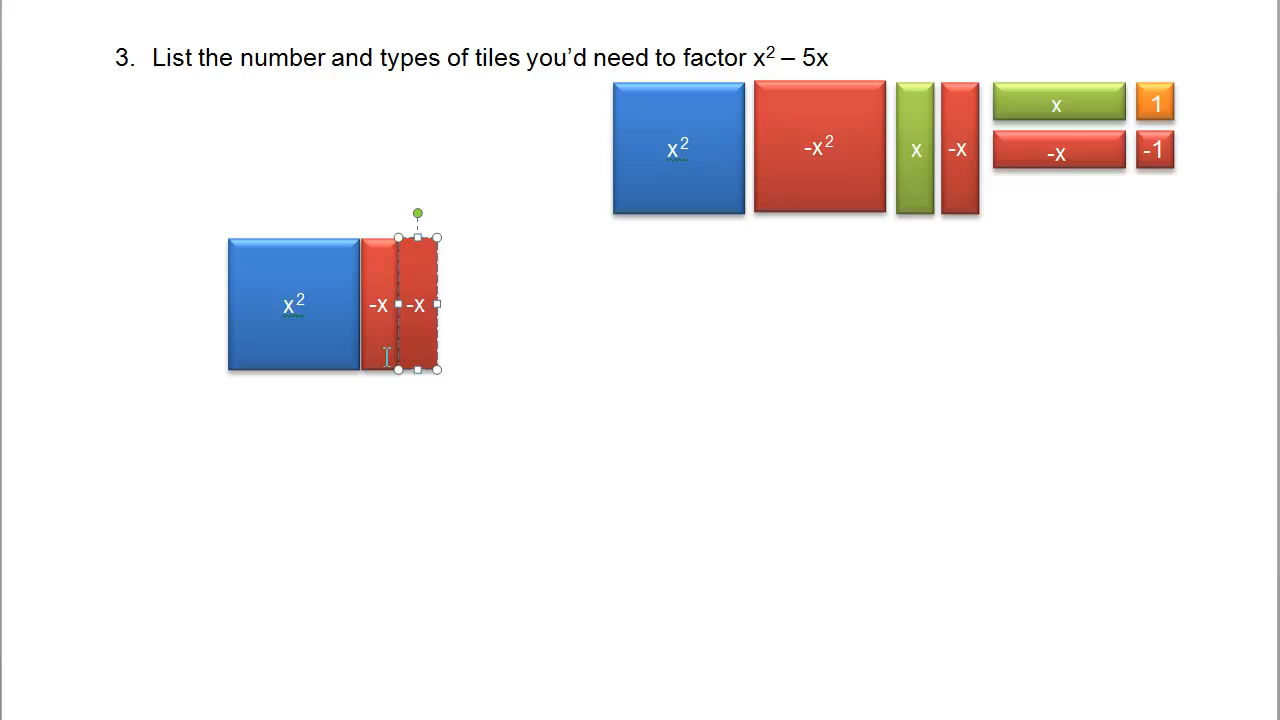 3. List the number and types of tiles you’d need to factor x² – 5x
x² -x² x -x x 1
-x -1
x² -x -x